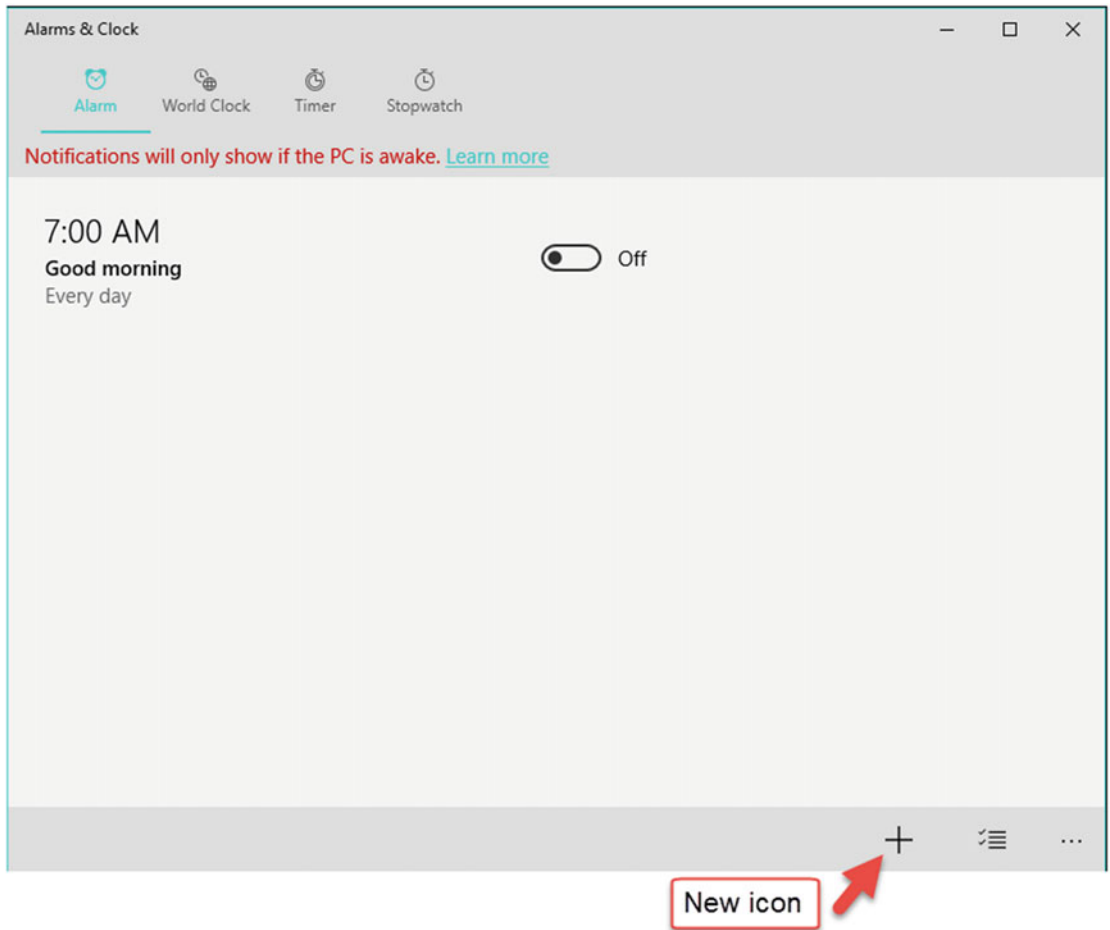 Alarms & Clock
Alarm World Clock Timer Stopwatch
Notifications will only show if the PC is awake. Learn more
7:00 AM
Good morning
Every day
Off
New icon